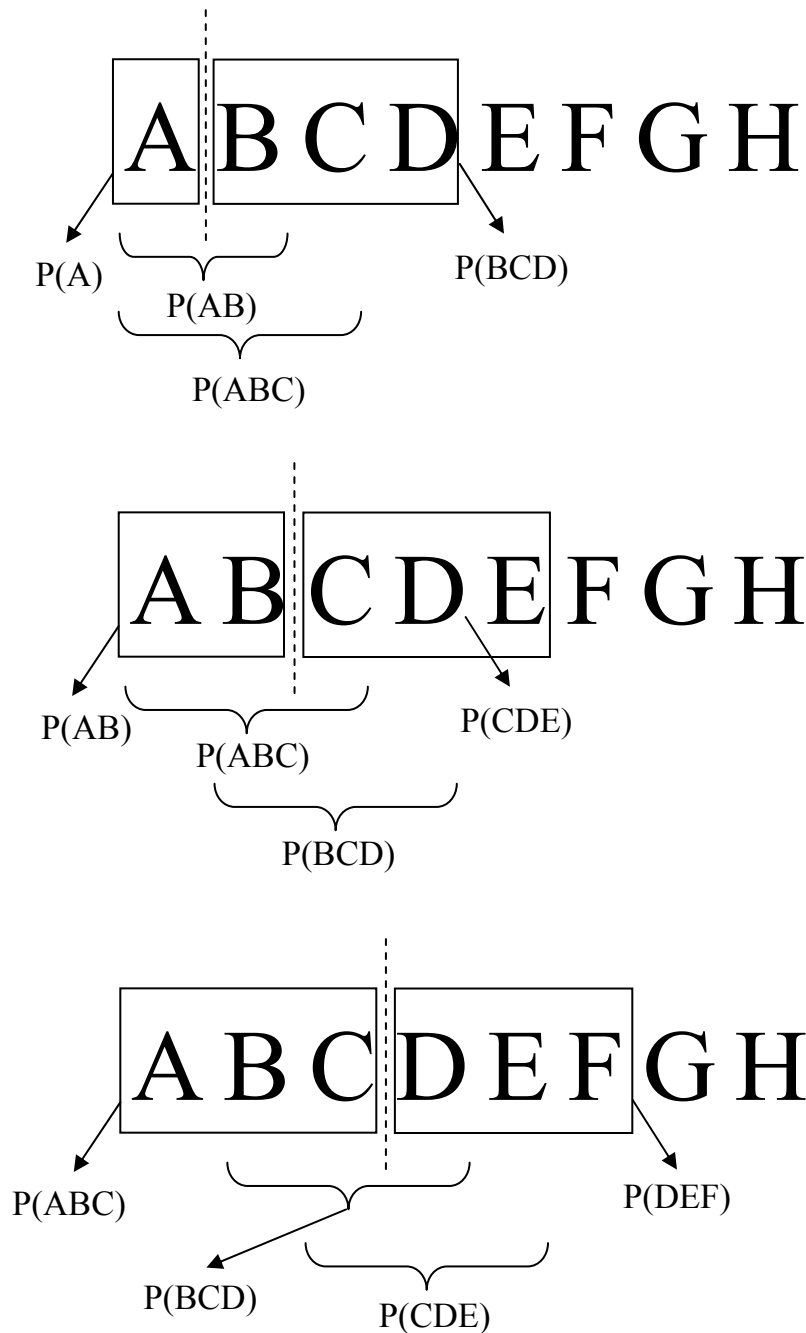 A B C D E F G H
P(A)
P(BCD)
P(AB)
P(ABC)
A B C D E F G H
P(AB)
P(CDE)
P(ABC)
P(BCD)
A B C D E F G H
P(ABC)
P(DEF)
P(BCD)
P(CDE)